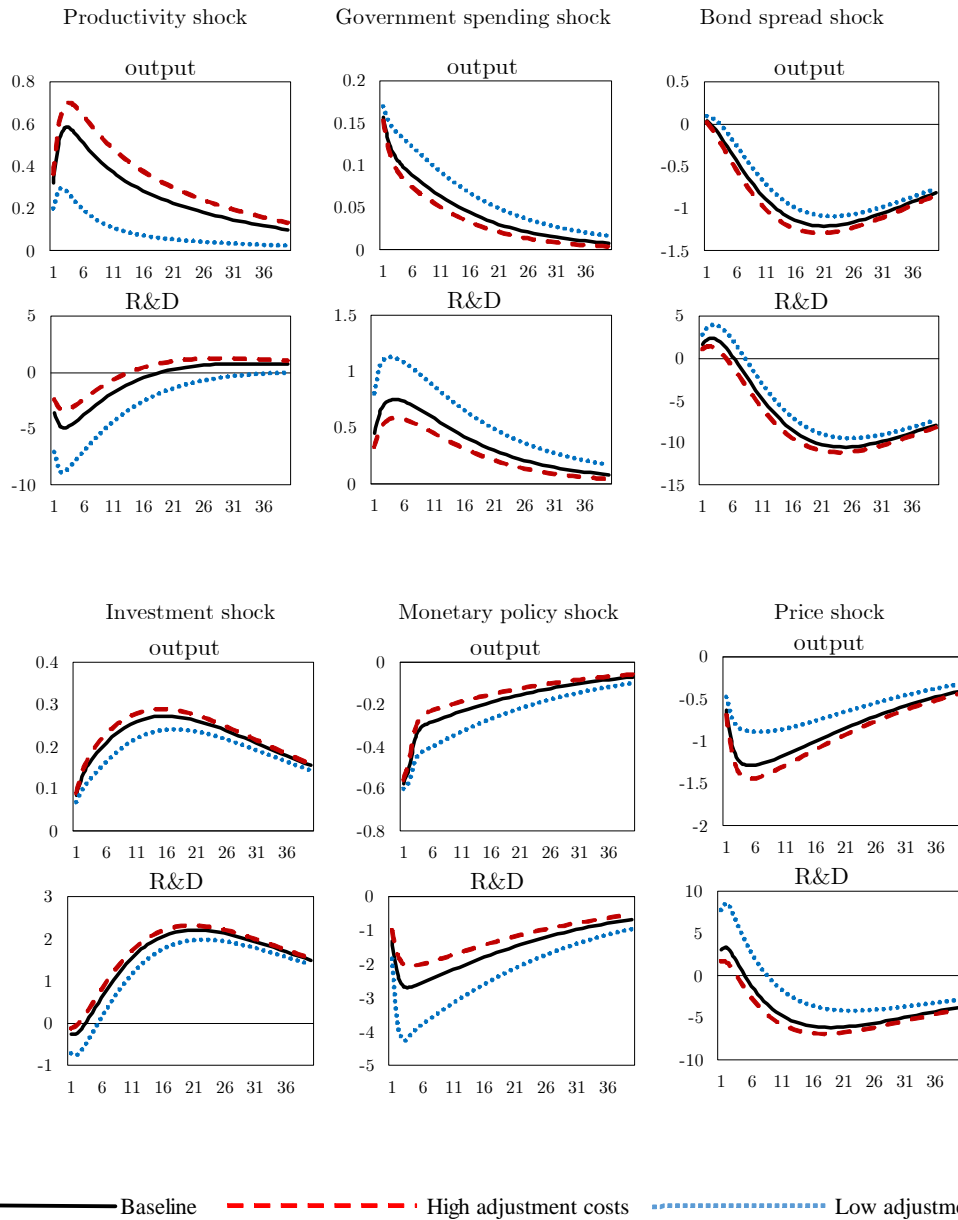 Productivity shock
Government spending shock
Bond spread shock
output
output
output
0.8
0.6
0.4
0.2
0
1 6 11 16 21 26 31 36
0.2
0.15
0.1
0.05
0
1 6 11 16 21 26 31 36
0.5
0
-0.5
-1
-1.5
1 6 11 16 21 26 31 36
R&D
R&D
R&D
5
0
-5
-10
1 6 11 16 21 26 31 36
1.5
1
0.5
0
1 6 11 16 21 26 31 36
5
0
-5
-10
-15
1 6 11 16 21 26 31 36
Investment shock
Monetary policy shock
Price shock
output
output
output
0.4
0.3
0.2
0.1
0
1 6 11 16 21 26 31 36
0
-0.2
-0.4
-0.6
-0.8
1 6 11 16 21 26 31 36
0
-0.5
-1
-1.5
-2
1 6 11 16 21 26 31 36
R&D
R&D
R&D
3
2
1
0
-1
1 6 11 16 21 26 31 36
0
-1
-2
-3
-4
-5
1 6 11 16 21 26 31 36
10
5
0
-5
-10
1 6 11 16 21 26 31 36
Baseline
High adjustment costs
Low adjustme